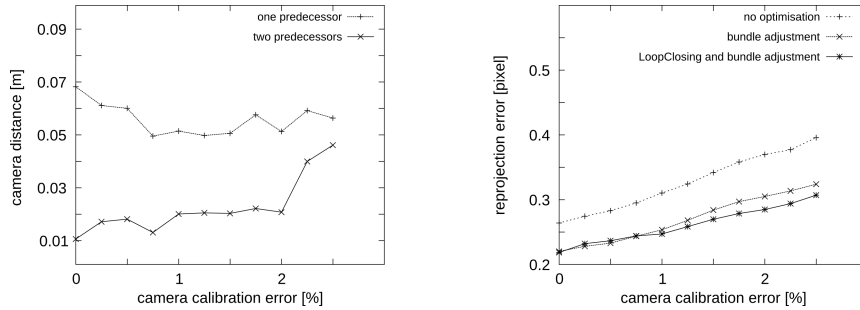 one predecessor
two predecessors
0.09
0.07
0.05
0.03
0.01
camera distance [m]
0
1
2
camera calibration error [%]
no optimisation
bundle adjustment
LoopClosing and bundle adjustment
0.5
0.4
0.3
0.2
reprojection error [pixel]
0
1
2
camera calibration error [%]